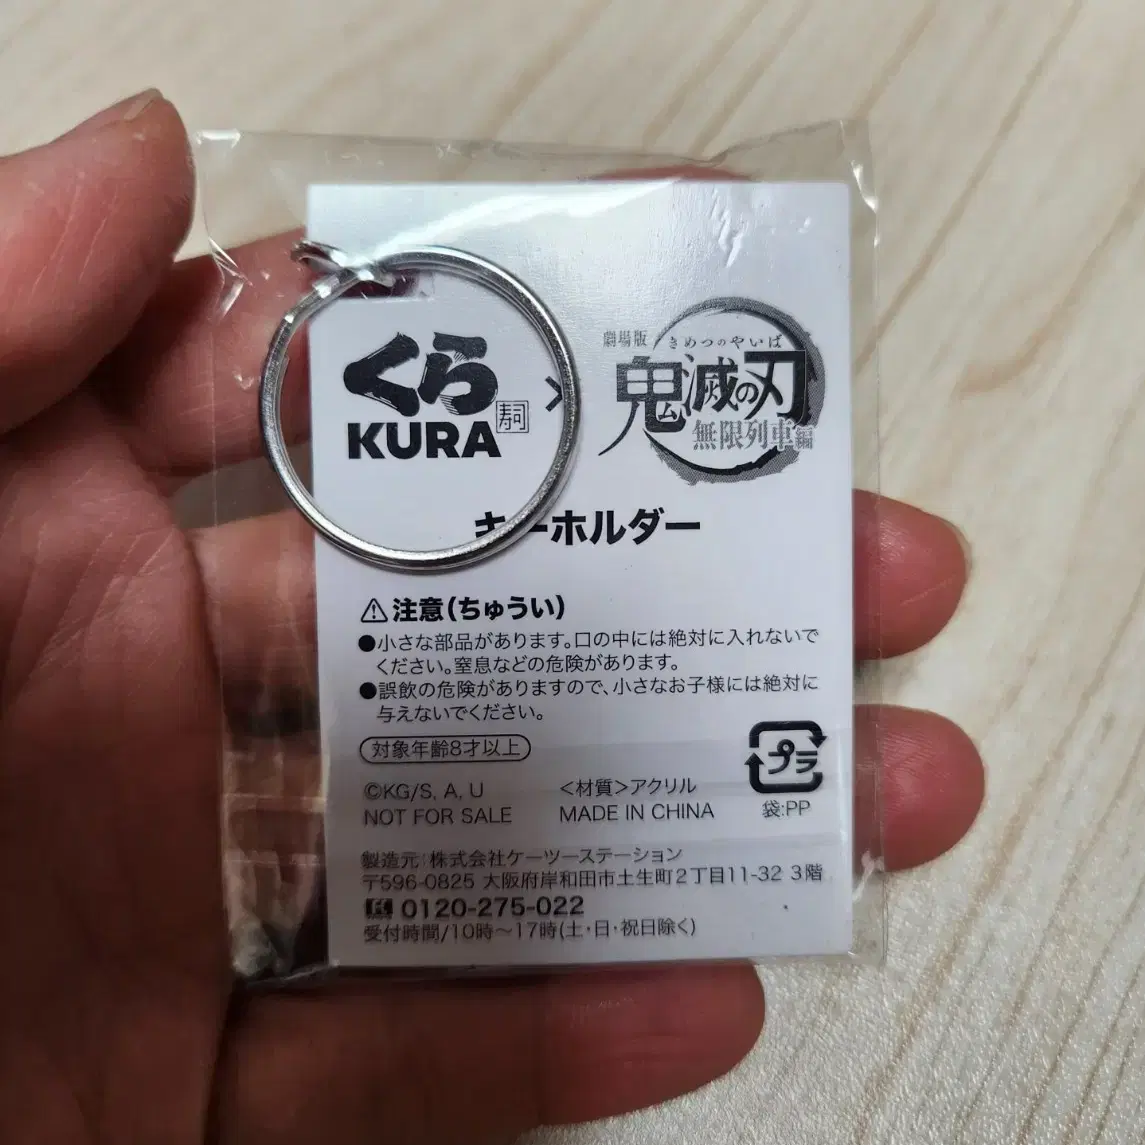 くら
寿司
KURA
×
劇場版
きめつのやいば
鬼滅の刃
無限列車編
キーホルダー
⚠注意(ちゅうい)
●小さな部品があります。口の中には絶対に入れないで
ください。窒息などの危険があります。
●誤飲の危険がありますので、小さなお子様には絶対に
与えないでください。
対象年齢8才以上
プラ
袋:PP
©KG/S, A, U
NOT FOR SALE
<材質>アクリル
MADE IN CHINA
製造元:株式会社ケーツーステーション
〒596-0825 大阪府岸和田市土生町2丁目11-32 3階
0120-275-022
受付時間/10時～17時(土・日・祝日除く)